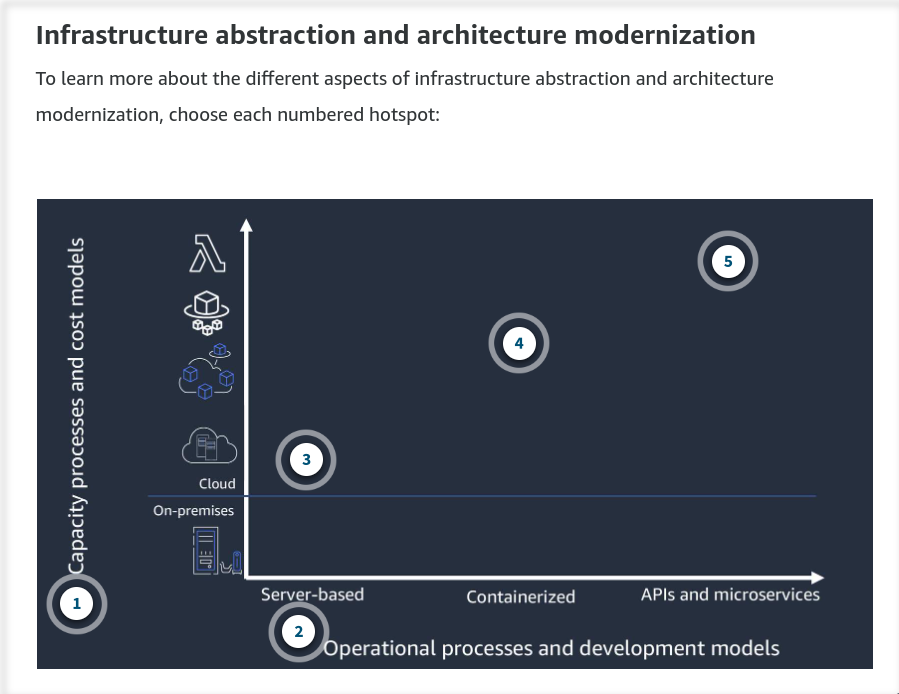 Infrastructure abstraction and architecture modernization
To learn more about the different aspects of infrastructure abstraction and architecture
modernization, choose each numbered hotspot:
Capacity processes and cost models
5
4
3
Cloud
On-premises
1
Server-based
Containerized
APIs and microservices
2
Operational processes and development models